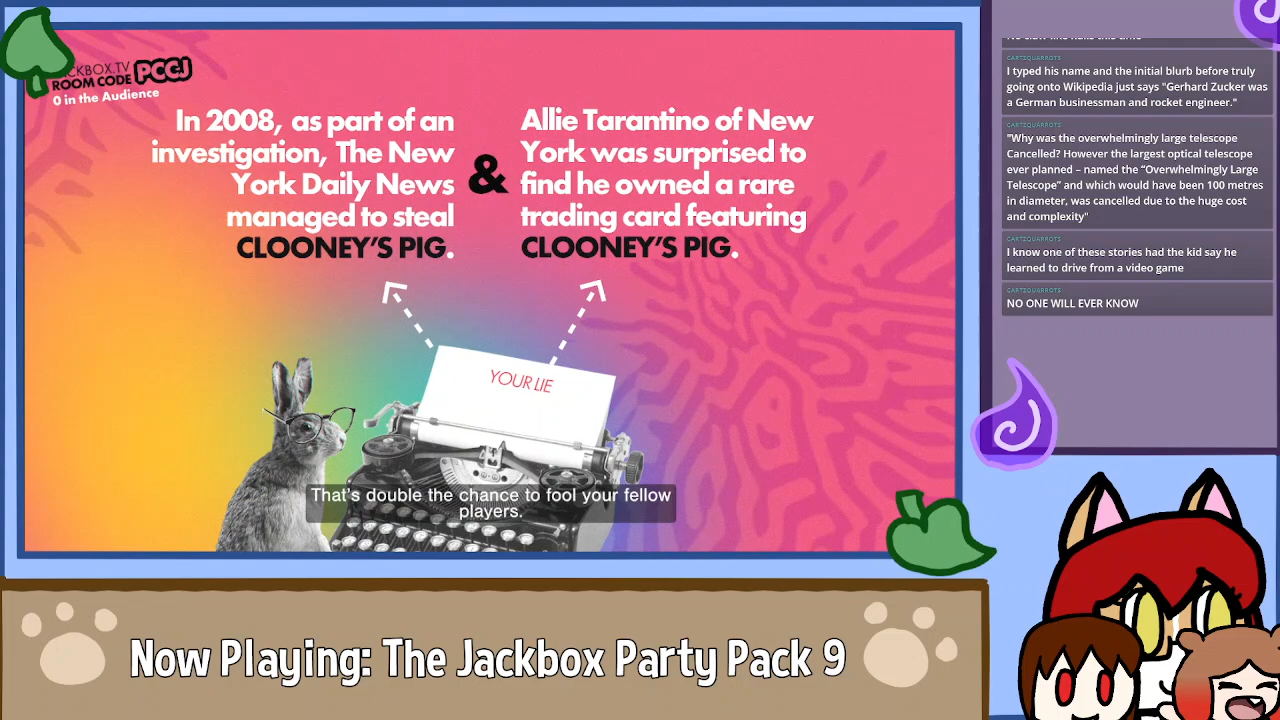 JACKBOX.TV
ROOM CODE PCGJ
0 in the Audience
In 2008, as part of an
investigation, The New
York Daily News
managed to steal
CLOONEY'S PIG.
&
Allie Tarantino of New
York was surprised to
find he owned a rare
trading card featuring
CLOONEY'S PIG.
YOUR LIE
That's double the chance to fool your fellow
players.
CARTZQUARROTS
I typed his name and the initial blurb before truly
going onto Wikipedia just says "Gerhard Zucker was
a German businessman and rocket engineer."
CARTZQUARROTS
"Why was the overwhelmingly large telescope
Cancelled? However the largest optical telescope
ever planned – named the “Overwhelmingly Large
Telescope” and which would have been 100 metres
in diameter, was cancelled due to the huge cost
and complexity"
CARTZQUARROTS
I know one of these stories had the kid say he
learned to drive from a video game
CARTZQUARROTS
NO ONE WILL EVER KNOW
Now Playing: The Jackbox Party Pack 9